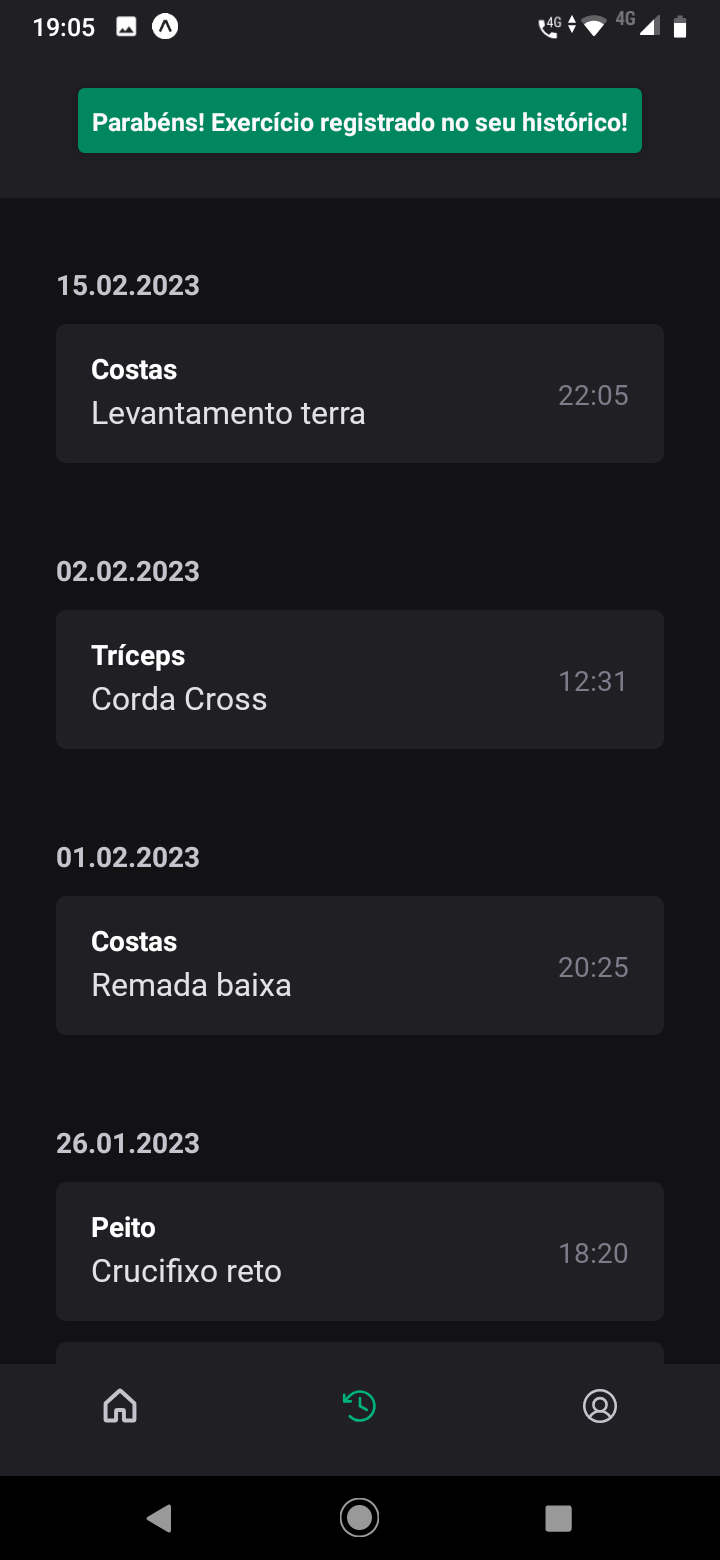 19:05
4G
4G
Parabéns! Exercício registrado no seu histórico!
15.02.2023
Costas
Levantamento terra
22:05
02.02.2023
Tríceps
Corda Cross
12:31
01.02.2023
Costas
Remada baixa
20:25
26.01.2023
Peito
Crucifixo reto
18:20